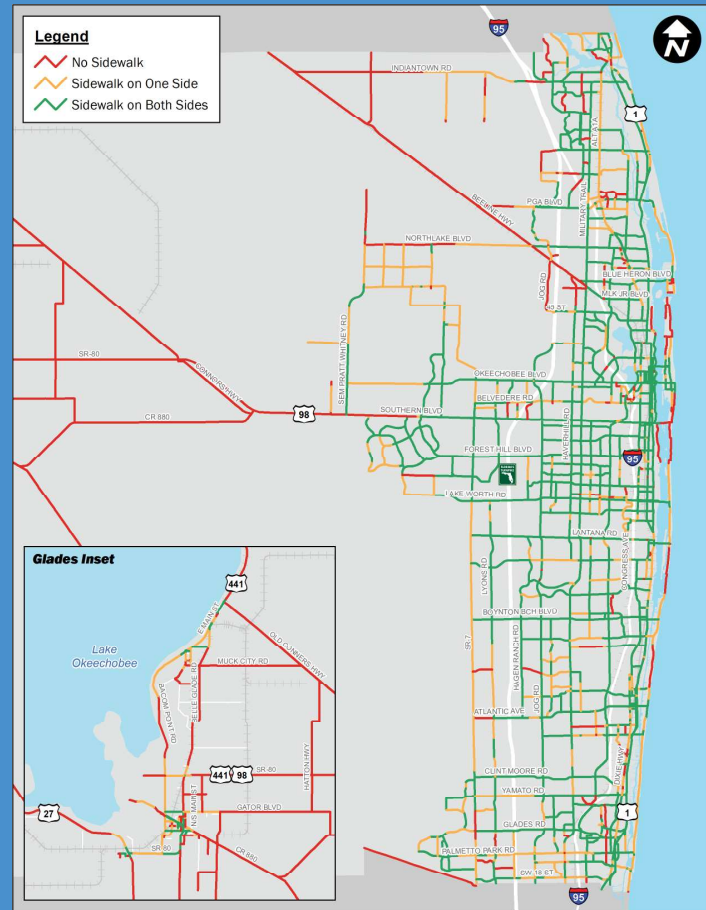 Legend
No Sidewalk
Sidewalk on One Side
Sidewalk on Both Sides
95
N
INDIANTOWN RD
1
ALT A1A
MILITARY TRAIL
BEELINE HWY
PGA BLVD
NORTHLAKE BLVD
BLUE HERON BLVD
JOG RD
MLK JR BLVD
45 ST
SEM PRATT WHITNEY RD
SR-80
CONNERS HWY
OKEECHOBEE BLVD
BELVEDERE RD
98
SOUTHERN BLVD
CR 880
HAVERHILL RD
FOREST HILL BLVD
95
LAKE WORTH RD
LANTANA RD
CONGRESS AVE
LYONS RD
BOYNTON BCH BLVD
SR-7
HAGEN RANCH RD
JOG RD
ATLANTIC AVE
CLINT MOORE RD
DIXIE HWY
YAMATO RD
1
GLADES RD
PALMETTO PARK RD
SW 18 ST
95
Glades Inset
441
E MAIN ST
OLD CONNERS HWY
Lake
Okeechobee
MUCK CITY RD
BELLE GLADE RD
BACOM POINT RD
HATTON HWY
441
98
SR-80
27
N/S MAIN ST
GATOR BLVD
SR-80
CR 880